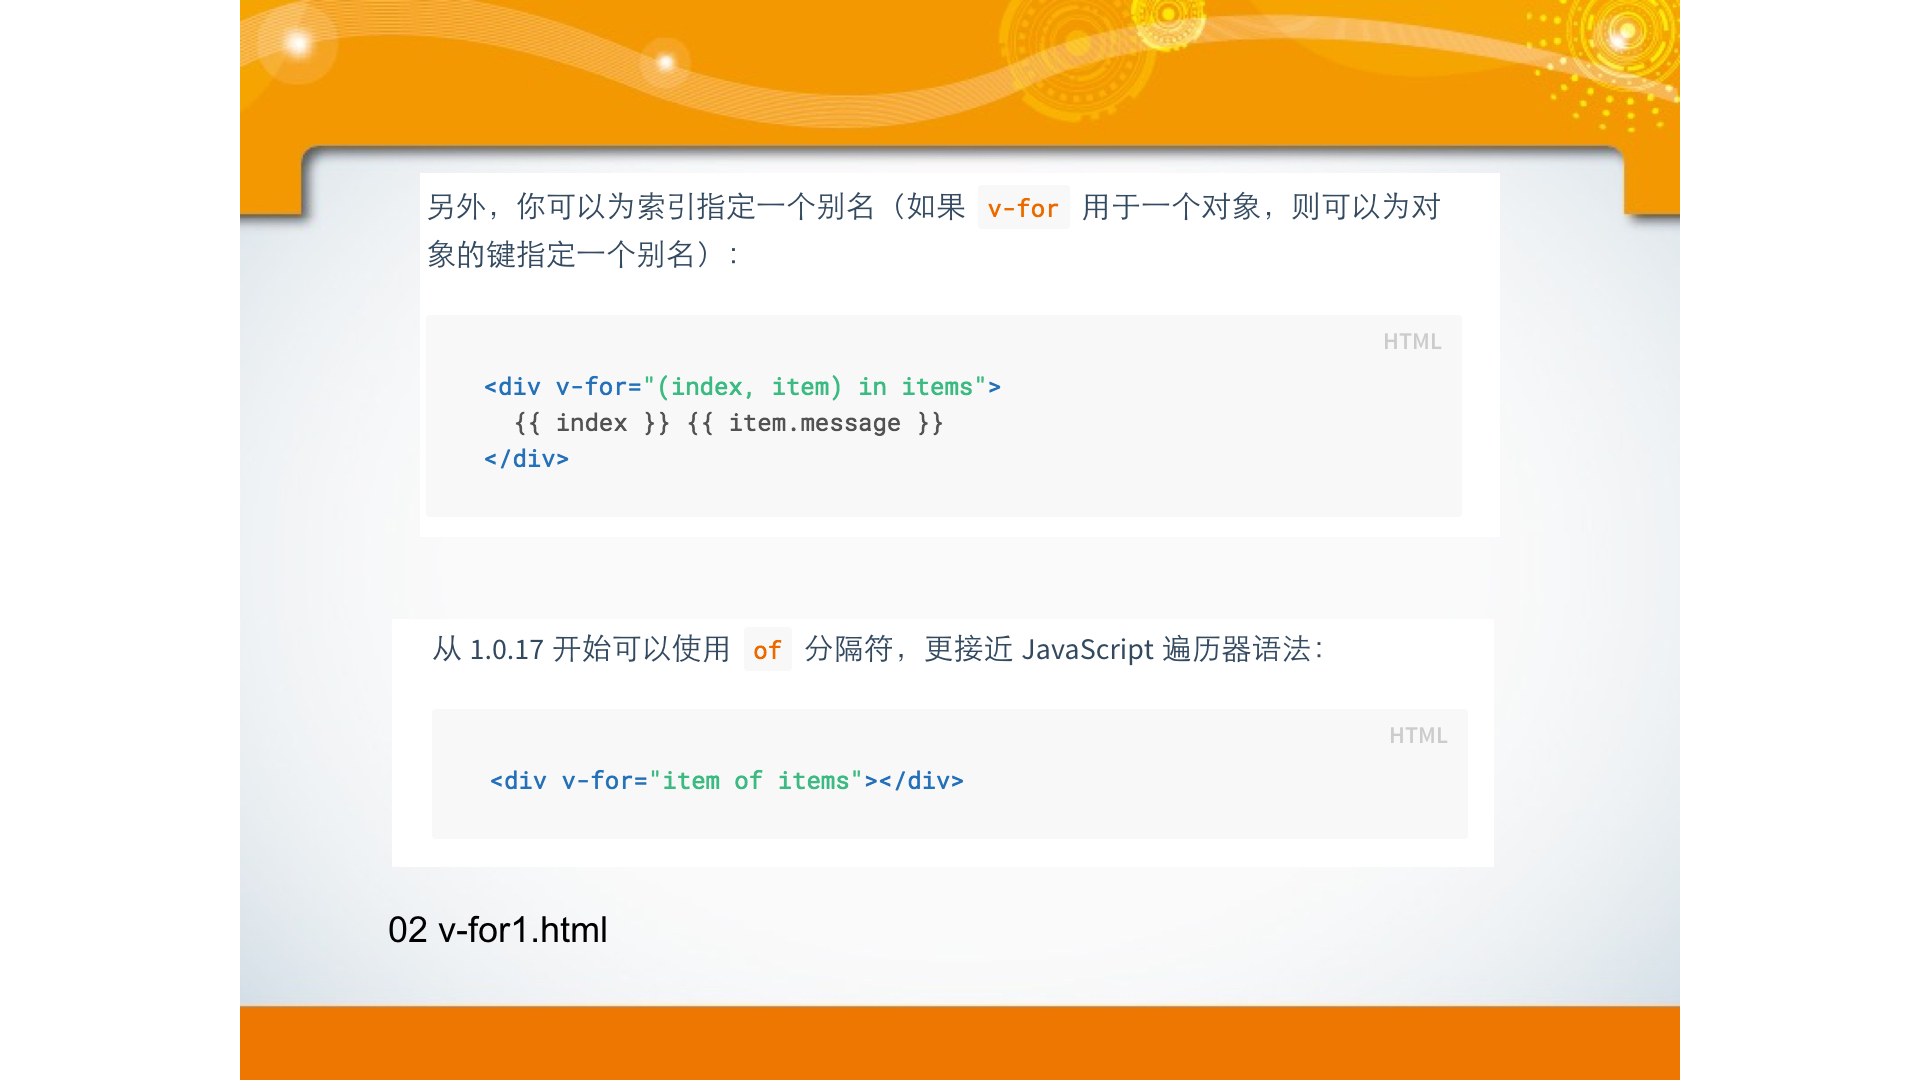 另外，你可以为索引指定一个别名（如果 v-for 用于一个对象，则可以为对
象的键指定一个别名）：
HTML
<div v-for="(index, item) in items">
{{ index }} {{ item.message }}
</div>
从 1.0.17 开始可以使用 of 分隔符，更接近 JavaScript 遍历器语法：
HTML
<div v-for="item of items"></div>
02 v-for1.html